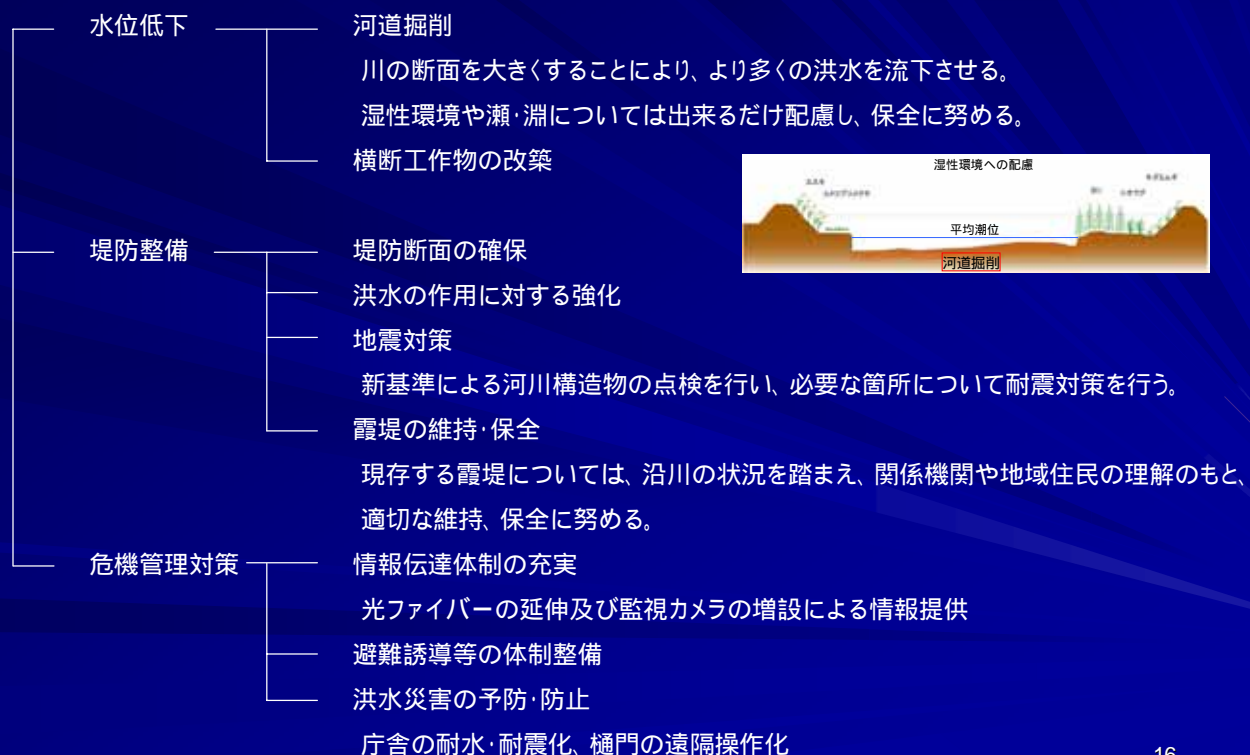 水位低下
河道掘削
川の断面を大きくすることにより、より多くの洪水を流下させる。
湿性環境や瀬・淵については出来るだけ配慮し、保全に努める。
横断工作物の改築
湿性環境への配慮
平均潮位
河道掘削
堤防整備
堤防断面の確保
洪水の作用に対する強化
地震対策
新基準による河川構造物の点検を行い、必要な箇所について耐震対策を行う。
霞堤の維持・保全
現存する霞堤については、沿川の状況を踏まえ、関係機関や地域住民の理解のもと、
適切な維持、保全に努める。
危機管理対策
情報伝達体制の充実
光ファイバーの延伸及び監視カメラの増設による情報提供
避難誘導等の体制整備
洪水災害の予防・防止
庁舎の耐水・耐震化、樋門の遠隔操作化
16